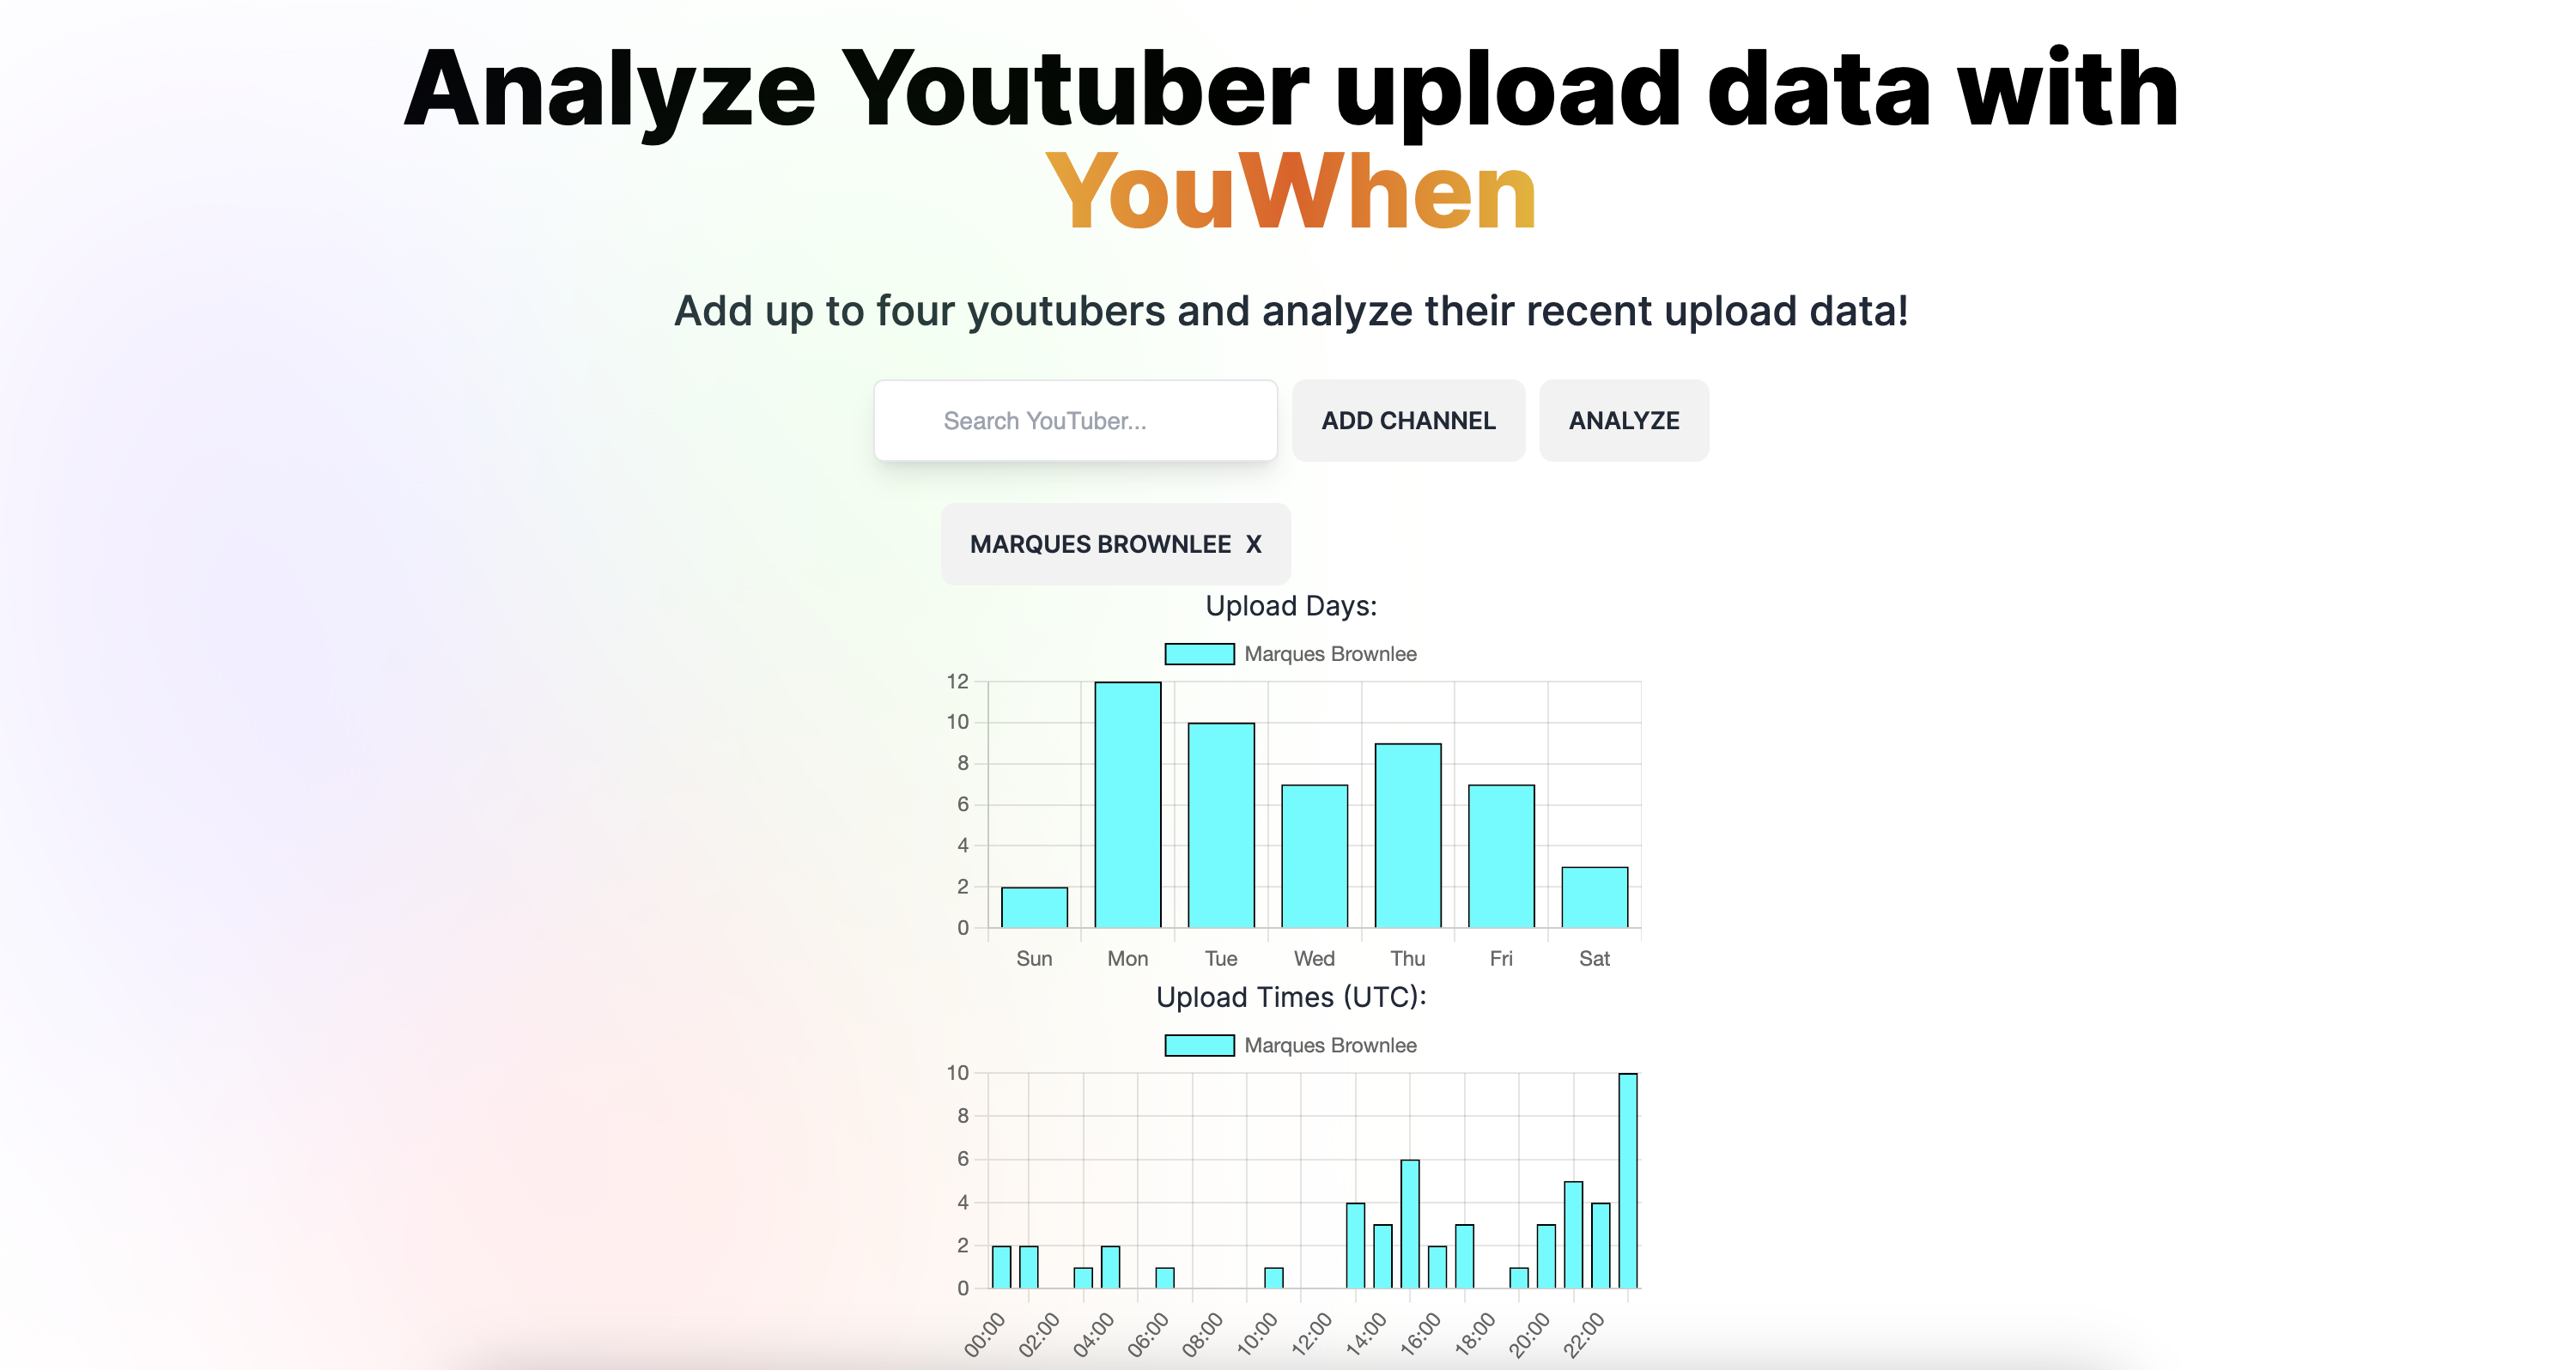 Analyze Youtuber upload data with
YouWhen
Add up to four youtubers and analyze their recent upload data!
Search YouTuber...
ADD CHANNEL
ANALYZE
MARQUES BROWNLEE X
Upload Days:
Marques Brownlee
12
10
8
6
4
2
0
Sun Mon Tue Wed Thu Fri Sat
Upload Times (UTC):
Marques Brownlee
10
8
6
4
2
0
00:00 02:00 04:00 06:00 08:00 10:00 12:00 14:00 16:00 18:00 20:00 22:00